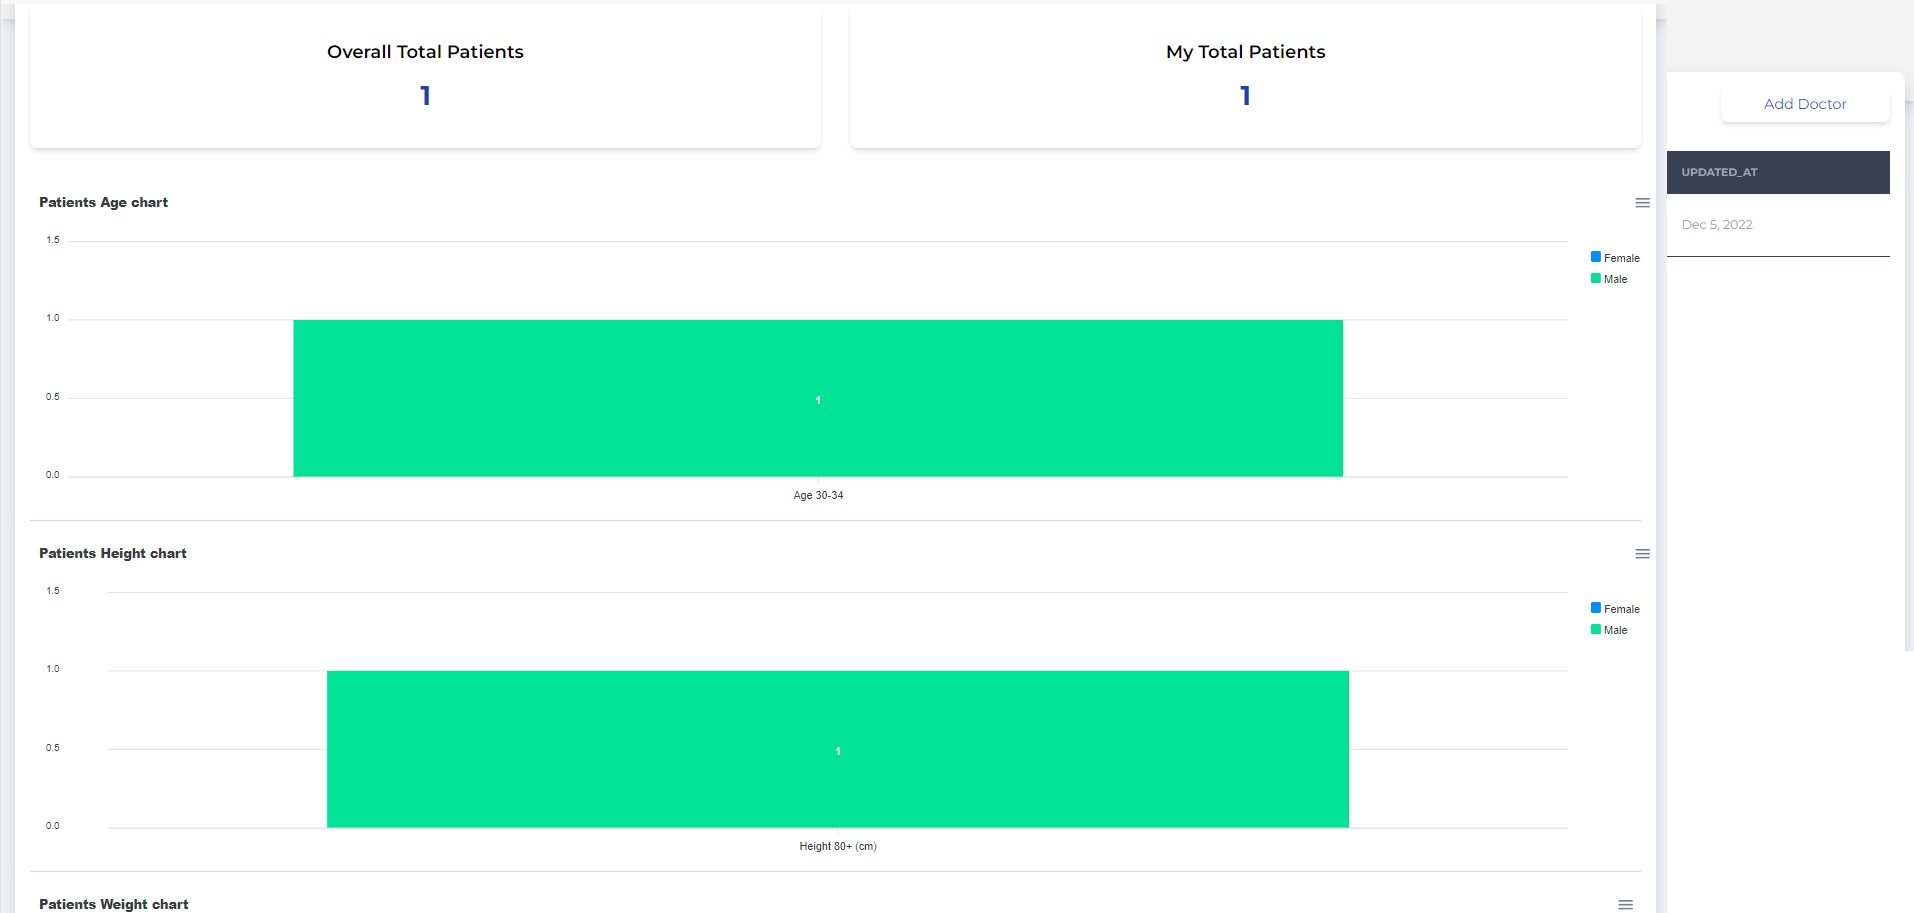 Overall Total Patients
1
My Total Patients
1
Add Doctor
UPDATED_AT
Dec 5, 2022
Patients Age chart
1.5
1.0
0.5
0.0
Female
Male
1
Age 30-34
Patients Height chart
1.5
1.0
0.5
0.0
Female
Male
1
Height 80+ (cm)
Patients Weight chart